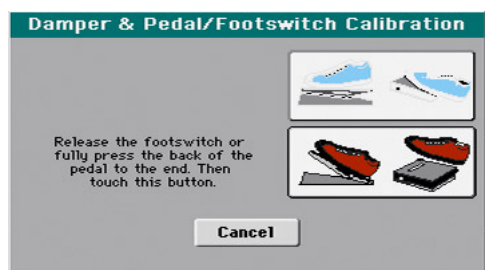 Damper & Pedal/Footswitch Calibration
Release the footswitch or
fully press the back of the
pedal to the end. Then
touch this button.
Cancel